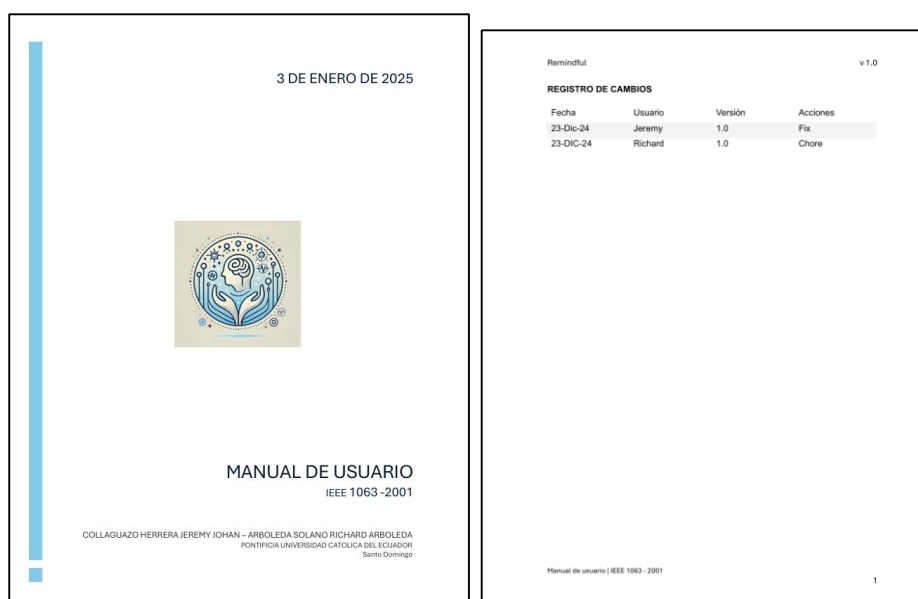 3 DE ENERO DE 2025
MANUAL DE USUARIO
IEEE 1063 -2001
COLLAGUAZO HERRERA JEREMY JOHAN – ARBOLEDA SOLANO RICHARD ARBOLEDA
PONTIFICIA UNIVERSIDAD CATOLICA DEL ECUADOR
Santo Domingo
Remindful v 1.0
REGISTRO DE CAMBIOS
Fecha Usuario Versión Acciones
23-Dic-24 Jeremy 1.0 Fix
23-DIC-24 Richard 1.0 Chore
Manual de usuario | IEEE 1063 - 2001
1